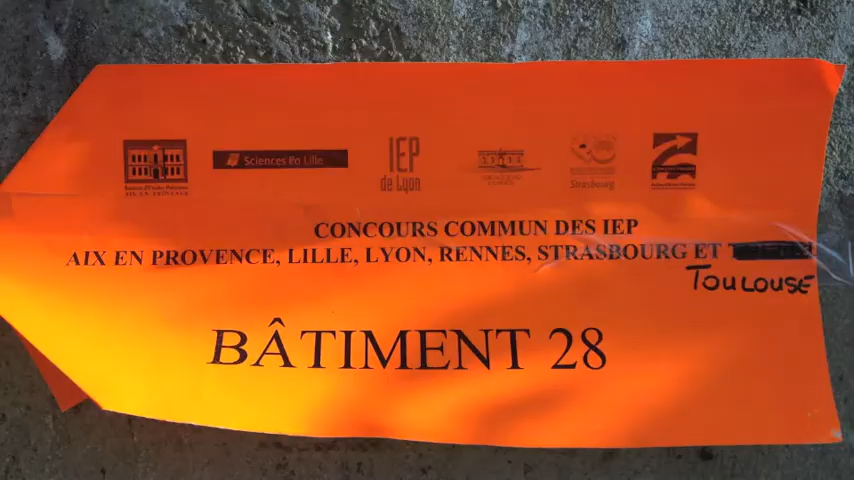 Sciences Po Lille
IEP
de Lyon
Strasbourg
CONCOURS COMMUN DES IEP
AIX EN PROVENCE, LILLE, LYON, RENNES, STRASBOURG ET
TOULOUSE
BÂTIMENT 28